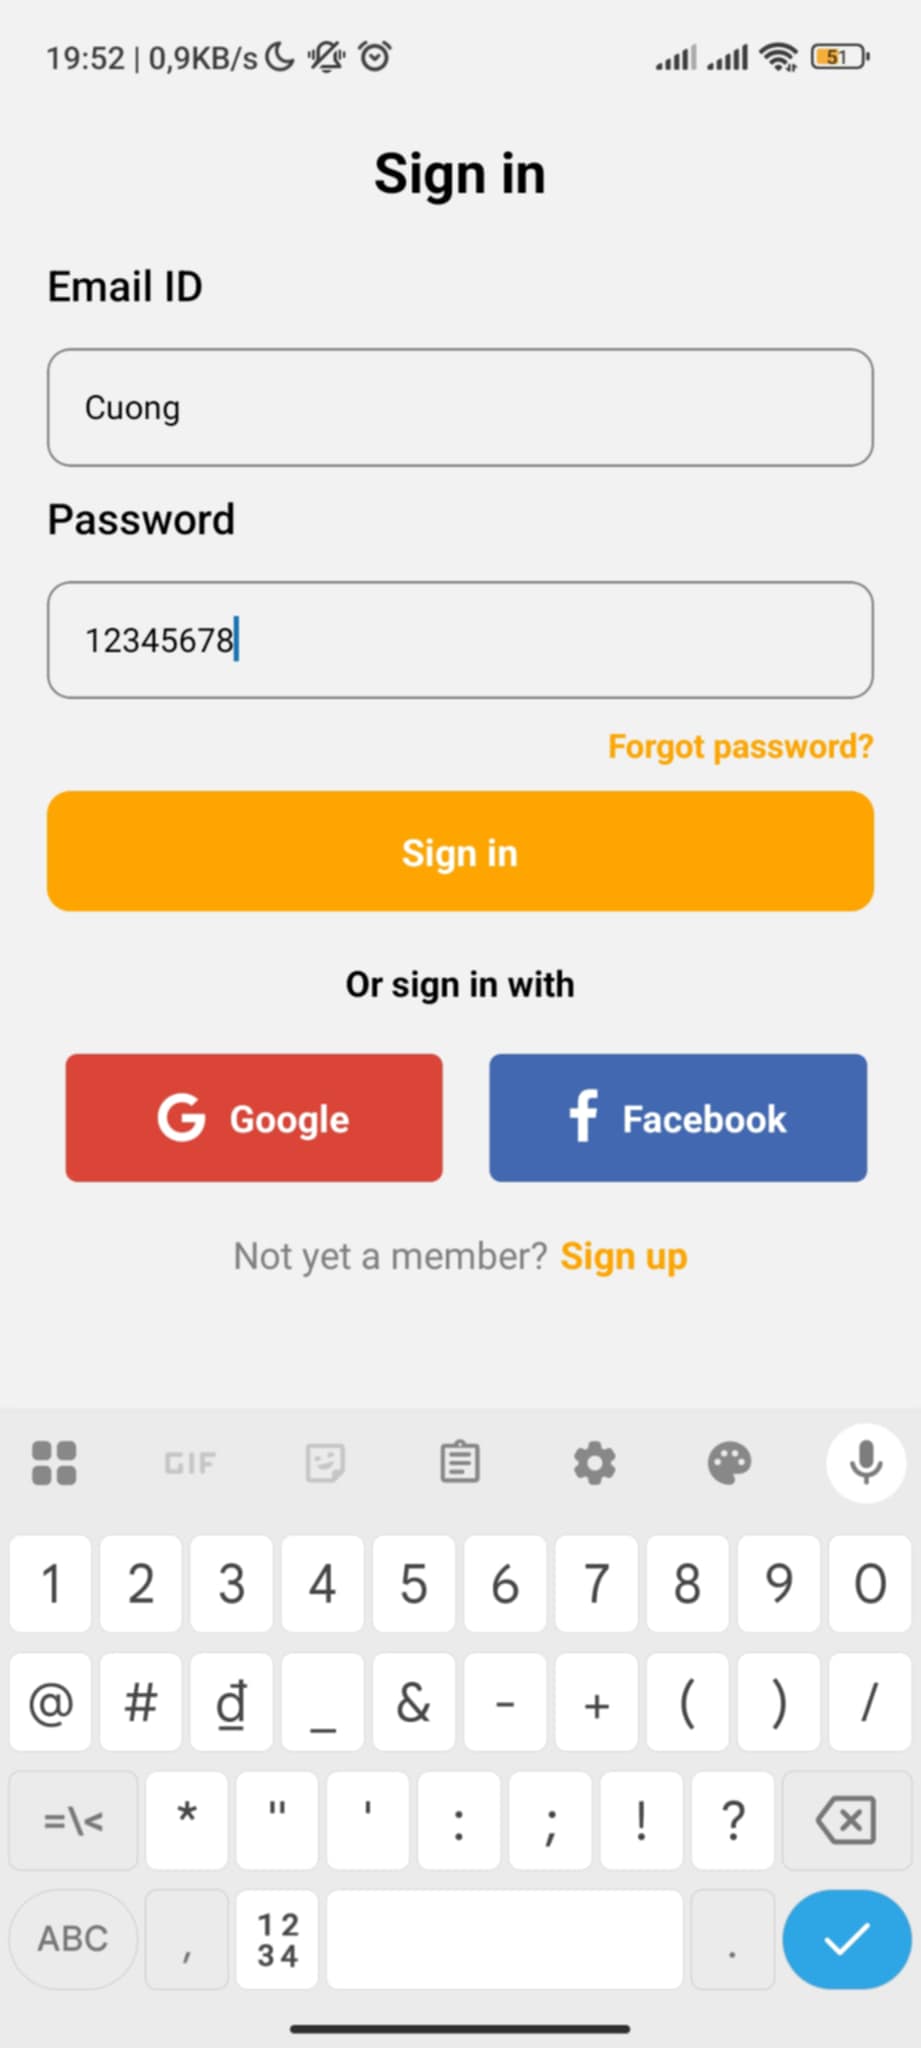 19:52 | 0,9KB/s 51
Sign in
Email ID
Cuong
Password
12345678
Forgot password?
Sign in
Or sign in with
G Google
f Facebook
Not yet a member? Sign up
GIF
1 2 3 4 5 6 7 8 9 0
@ # đ _ & - + ( ) /
=\< * " ' : ; ! ?
ABC , 12 34 .